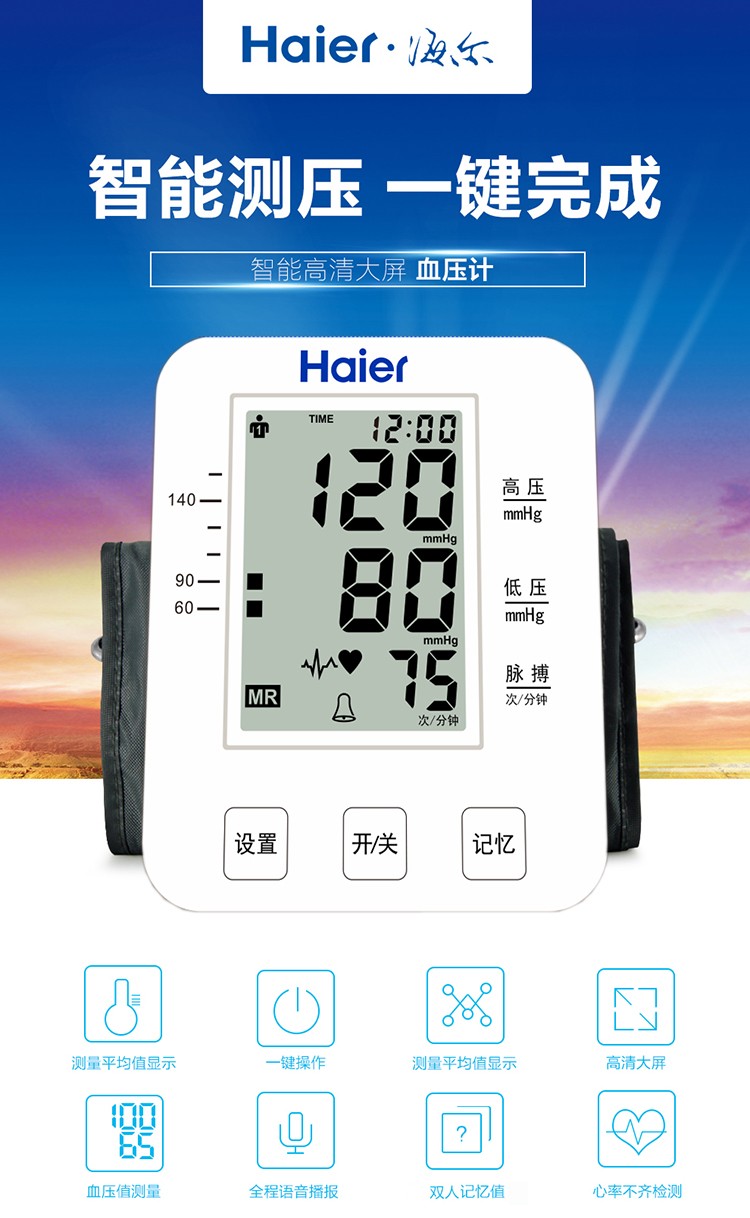 Haier·海尔
智能测压 一键完成
智能高清大屏 血压计
Haier
1 TIME 12:00
120
140
高压
mmHg
mmHg
80
90
60
低压
mmHg
mmHg
75
脉搏
次/分钟
MR
次/分钟
设置 开/关 记忆
测量平均值显示 一键操作 测量平均值显示 高清大屏
100
65
?
血压值测量 全程语音播报 双人记忆值 心率不齐检测